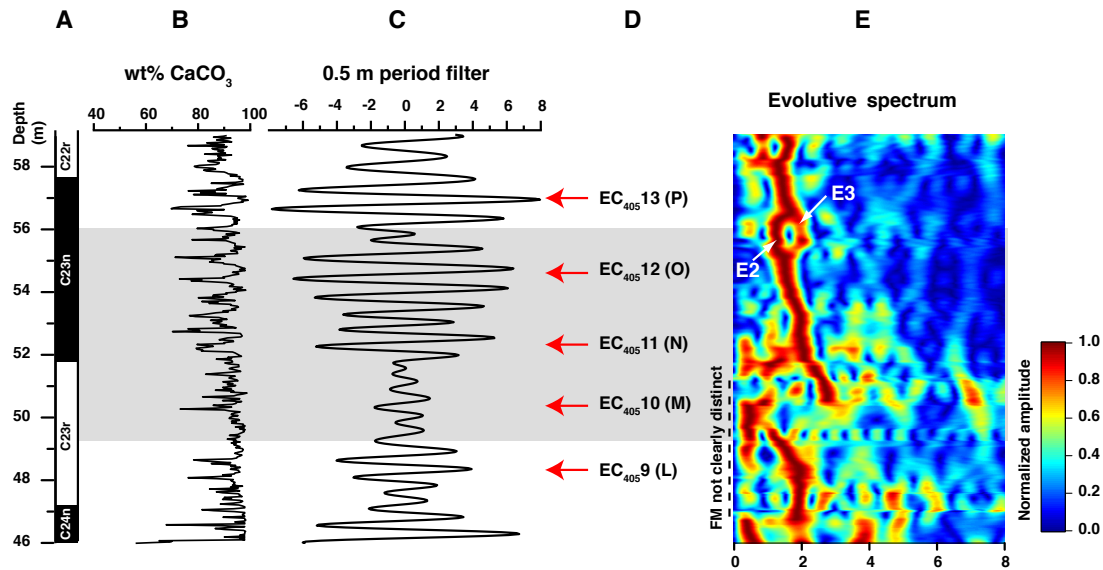 A
B
C
D
E
wt% CaCO3
0.5 m period filter
Evolutive spectrum
Depth (m)
40 60 80 100
-6 -4 -2 0 2 4 6 8
58
56
54
52
50
48
46
C22r
C23n
C23r
C24n
EC40513 (P)
EC40512 (O)
EC40511 (N)
EC40510 (M)
EC4059 (L)
E3
E2
FM not clearly distinct
0 2 4 6 8
Normalized amplitude
1.0
0.8
0.6
0.4
0.2
0.0